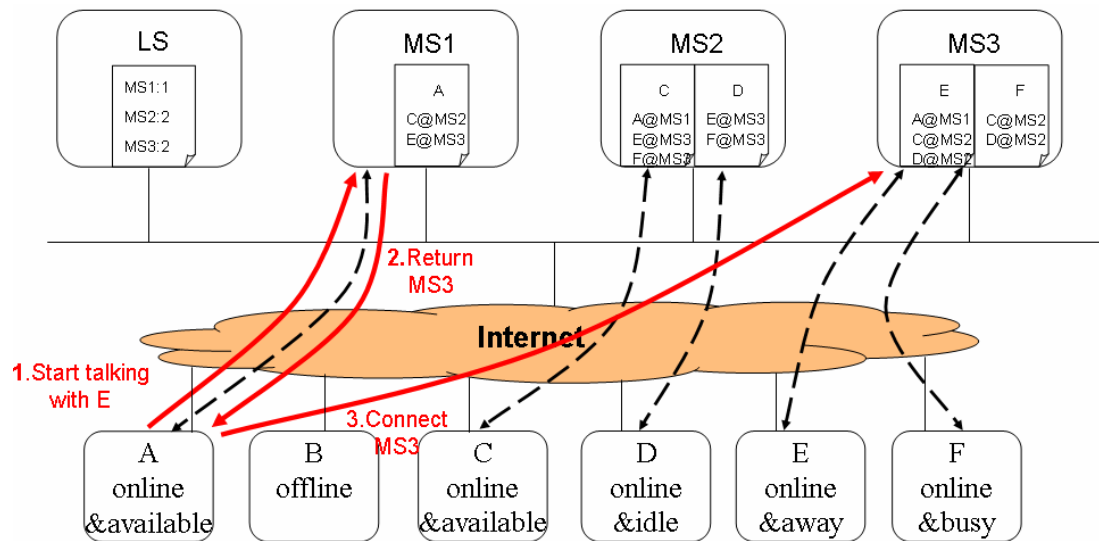 LS
MS1:1
MS2:2
MS3:2
MS1
A
C@MS2
E@MS3
MS2
C
A@MS1
E@MS3
F@MS3
D
E@MS3
F@MS3
MS3
E
A@MS1
C@MS2
D@MS2
F
C@MS2
D@MS2
2.Return
MS3
Internet
1.Start talking
with E
3.Connect
MS3
A
online
&available
B
offline
C
online
&available
D
online
&idle
E
online
&away
F
online
&busy